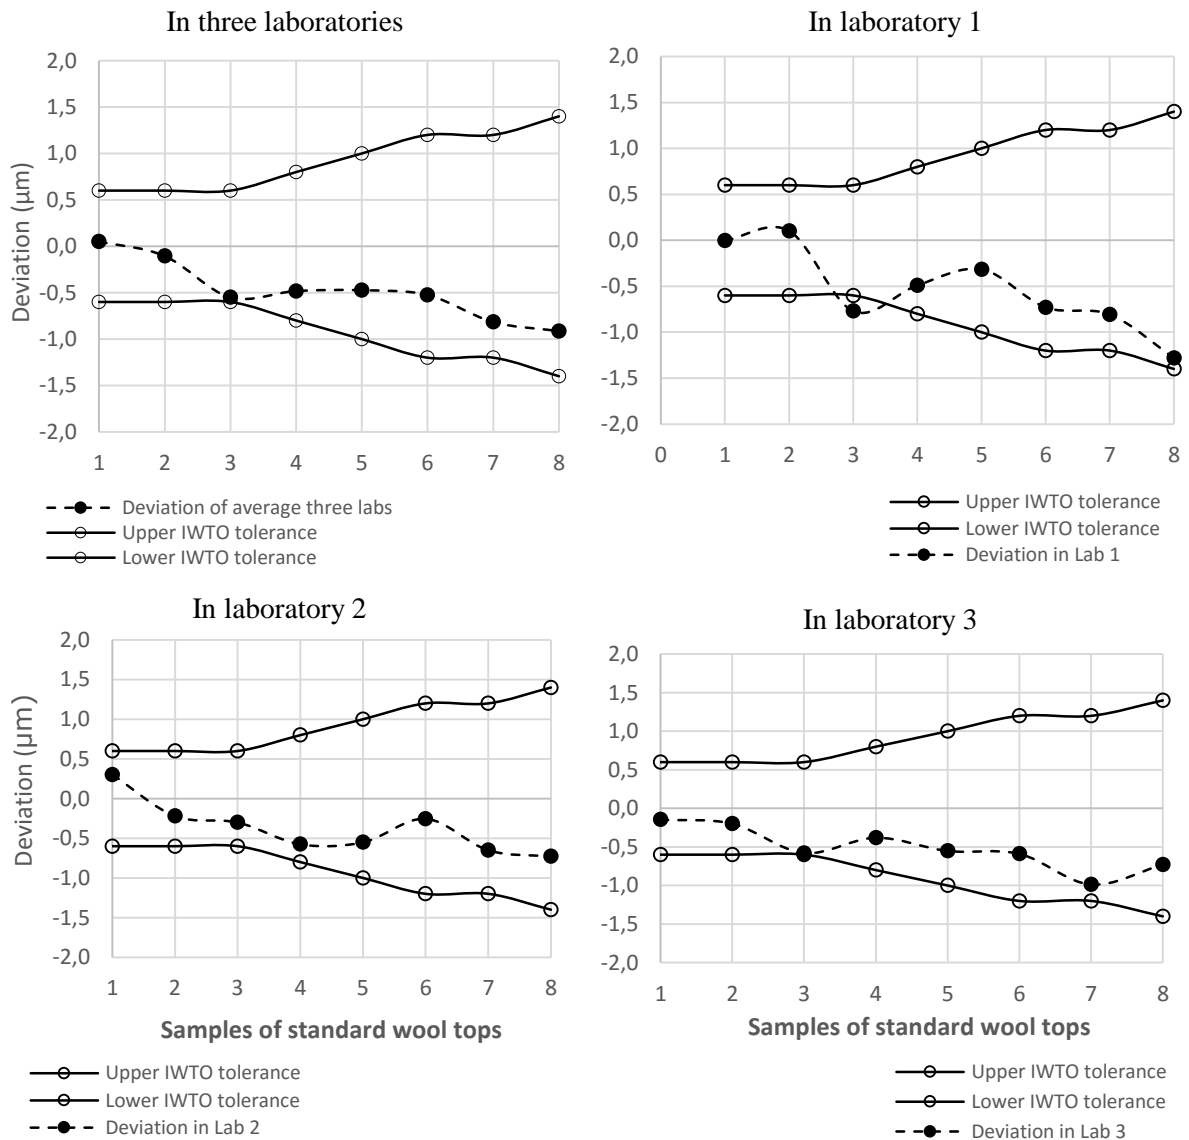 In three laboratories
2,0
1,5
1,0
0,5
0,0
-0,5
-1,0
-1,5
-2,0
Deviation (µm)
1 2 3 4 5 6 7 8
Deviation of average three labs
Upper IWTO tolerance
Lower IWTO tolerance
In laboratory 1
2,0
1,5
1,0
0,5
0,0
-0,5
-1,0
-1,5
-2,0
0 1 2 3 4 5 6 7 8
Upper IWTO tolerance
Lower IWTO tolerance
Deviation in Lab 1
In laboratory 2
2,0
1,5
1,0
0,5
0,0
-0,5
-1,0
-1,5
-2,0
Deviation (µm)
1 2 3 4 5 6 7 8
Samples of standard wool tops
Upper IWTO tolerance
Lower IWTO tolerance
Deviation in Lab 2
In laboratory 3
2,0
1,5
1,0
0,5
0,0
-0,5
-1,0
-1,5
-2,0
1 2 3 4 5 6 7 8
Samples of standard wool tops
Upper IWTO tolerance
Lower IWTO tolerance
Deviation in Lab 3